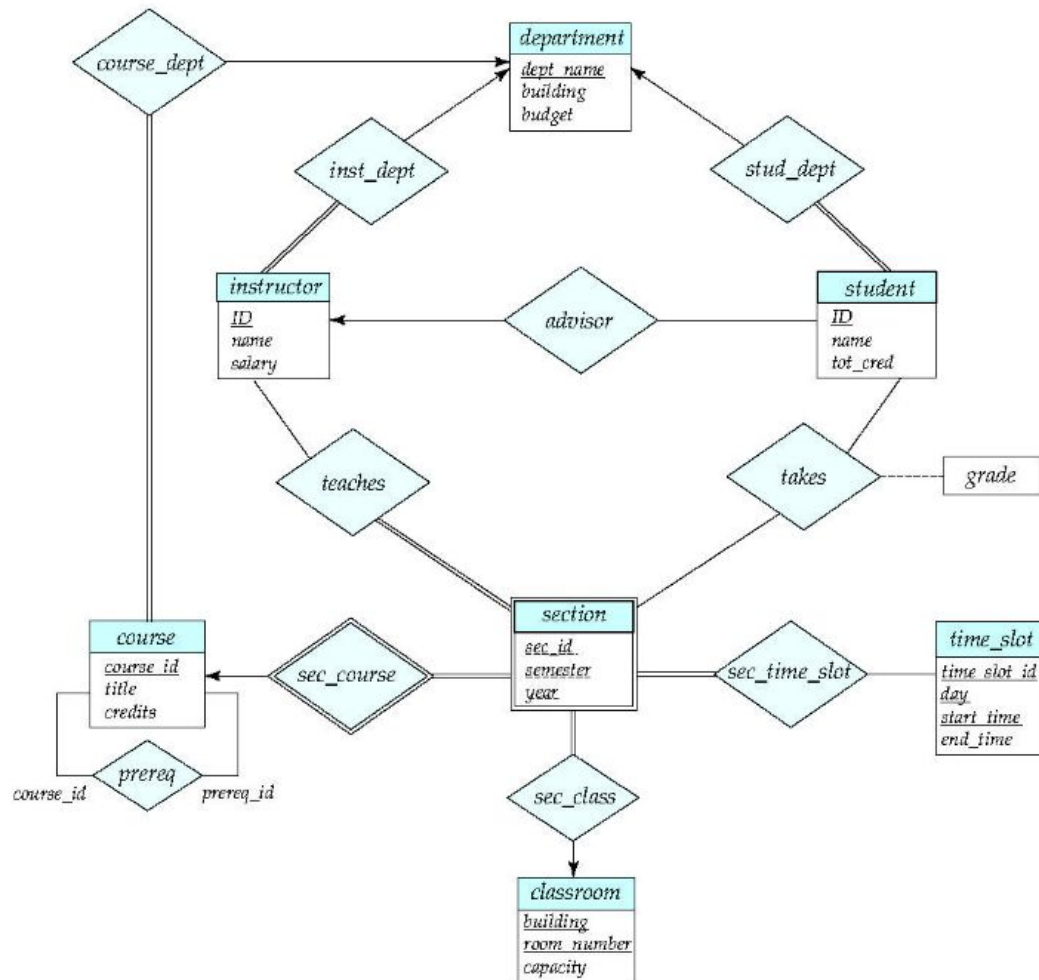 department
course_dept
dept_name
building
budget
inst_dept
stud_dept
instructor
ID
name
salary
advisor
student
ID
name
tot_cred
teaches
takes
grade
section
sec_id
semester
year
course
course_id
title
credits
sec_course
sec_time_slot
time_slot
time_slot_id
day
start_time
end_time
prereq
course_id
prereq_id
sec_class
classroom
building
room_number
capacity